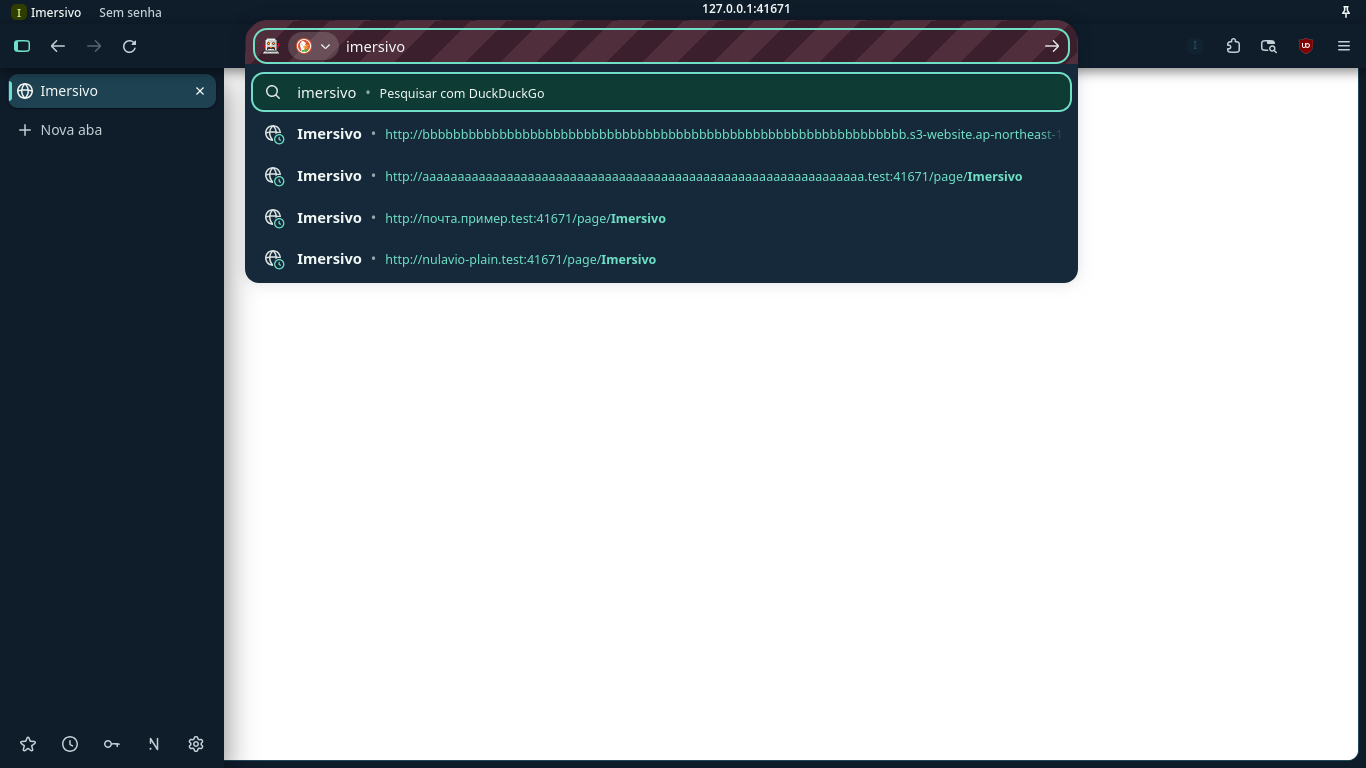 I Imersivo Sem senha 127.0.0.1:41671
imersivo
Imersivo
imersivo • Pesquisar com DuckDuckGo
Nova aba
Imersivo • http://bbbbbbbbbbbbbbbbbbbbbbbbbbbbbbbbbbbbbbbbbbbbbbbbbbbbbbbbbbbbbbb.s3-website.ap-northeast-1
Imersivo • http://aaaaaaaaaaaaaaaaaaaaaaaaaaaaaaaaaaaaaaaaaaaaaaaaaaaaaaaaaaaaaaa.test:41671/page/Imersivo
Imersivo • http://почта.пример.test:41671/page/Imersivo
Imersivo • http://nulavio-plain.test:41671/page/Imersivo